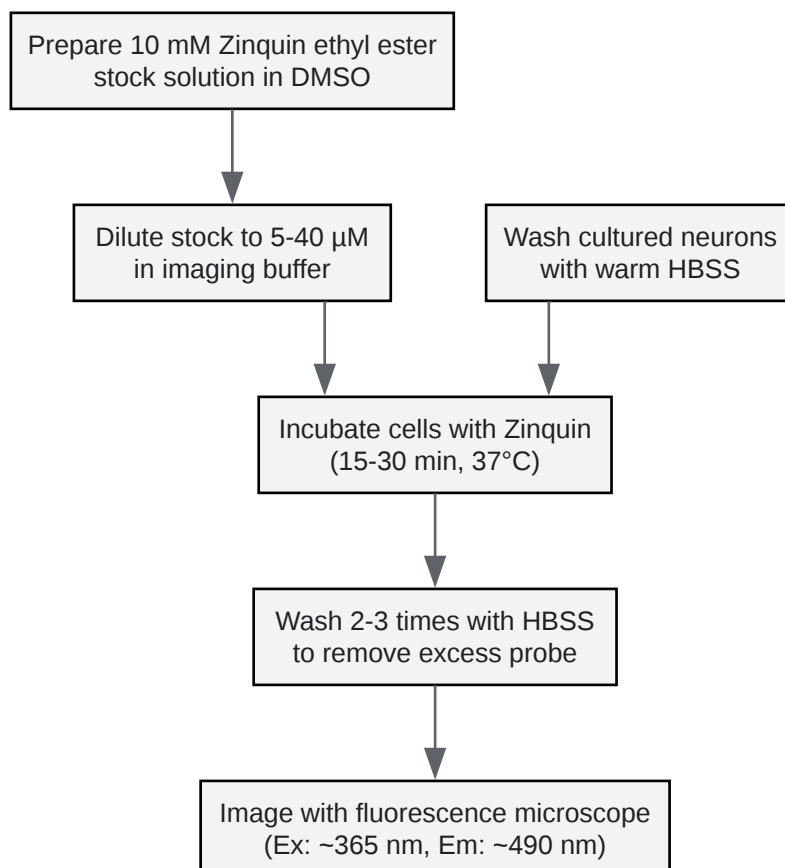 Prepare 10 mM Zinquin ethyl ester
stock solution in DMSO
Dilute stock to 5-40 µM
in imaging buffer
Wash cultured neurons
with warm HBSS
Incubate cells with Zinquin
(15-30 min, 37°C)
Wash 2-3 times with HBSS
to remove excess probe
Image with fluorescence microscope
(Ex: ~365 nm, Em: ~490 nm)